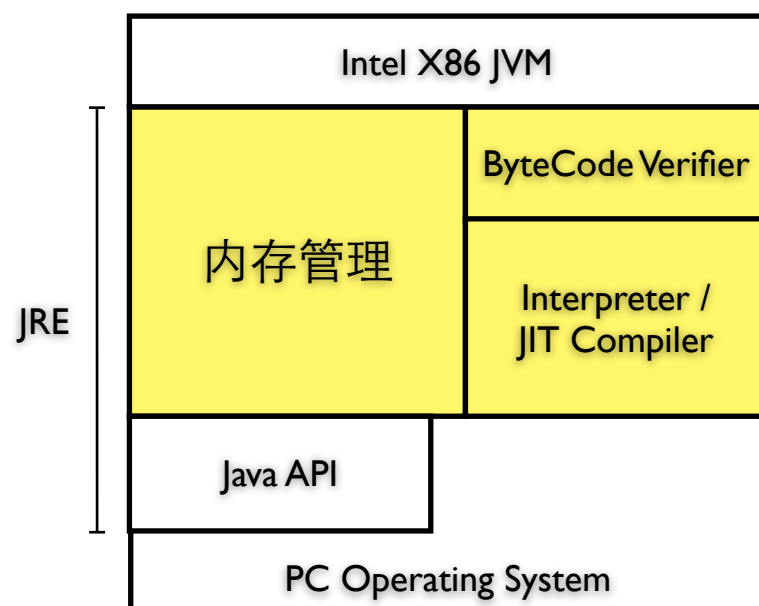 Intel X86 JVM
ByteCode Verifier
内存管理
Interpreter /
JIT Compiler
JRE
Java API
PC Operating System